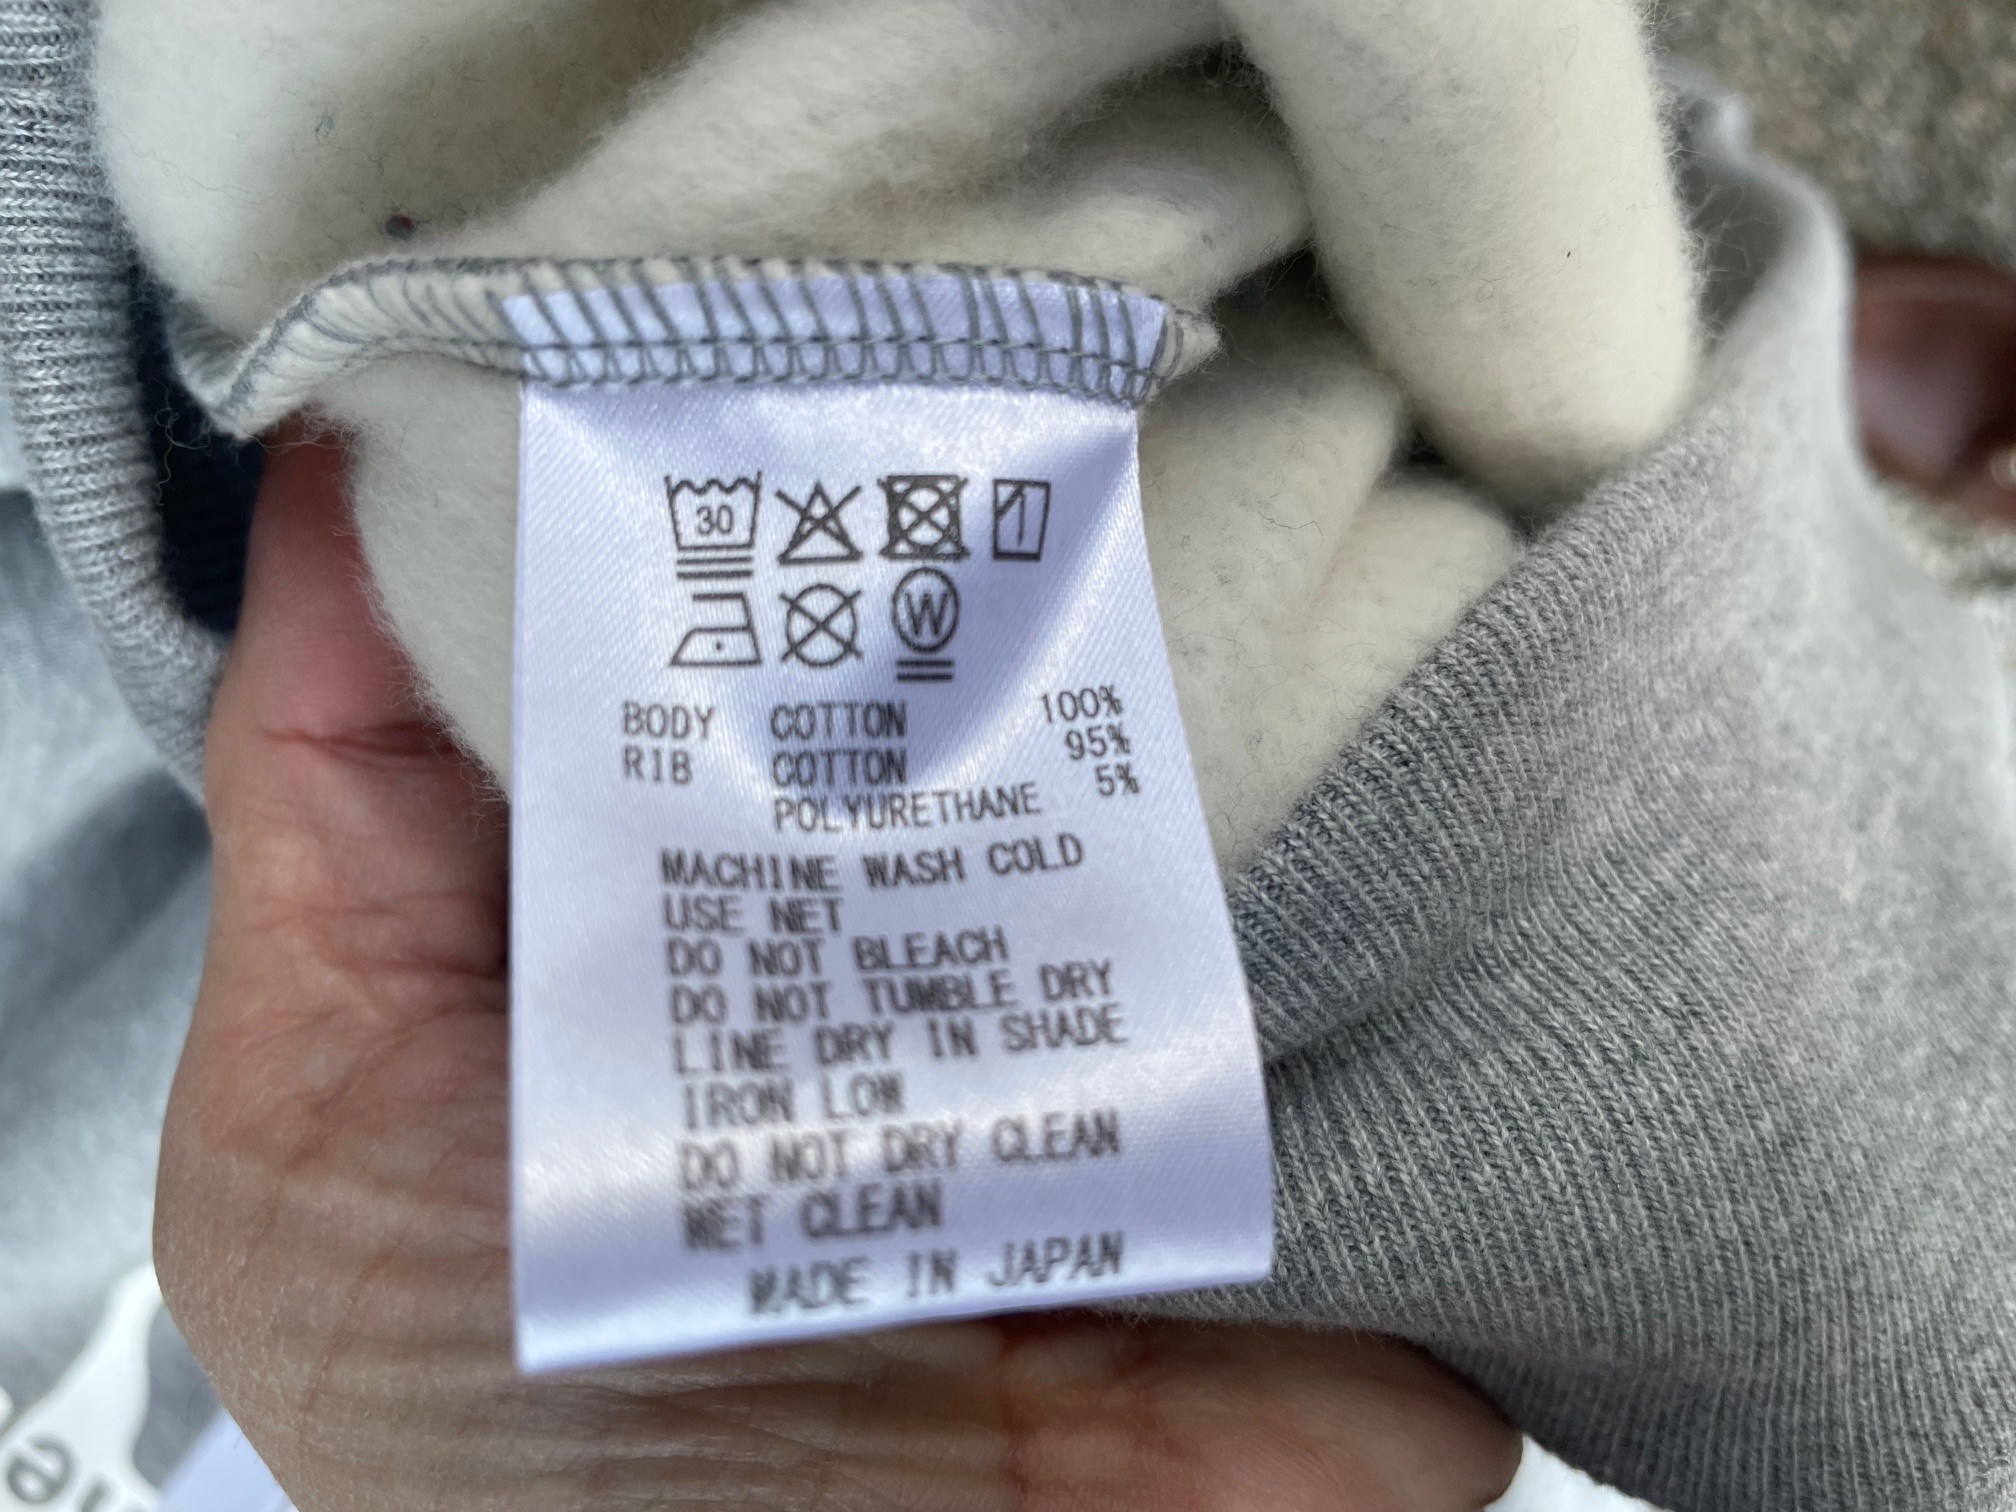 30
W
BODY COTTON 100%
RIB COTTON 95%
POLYURETHANE 5%
MACHINE WASH COLD
USE NET
DO NOT BLEACH
DO NOT TUMBLE DRY
LINE DRY IN SHADE
IRON LOW
DO NOT DRY CLEAN
WET CLEAN
MADE IN JAPAN